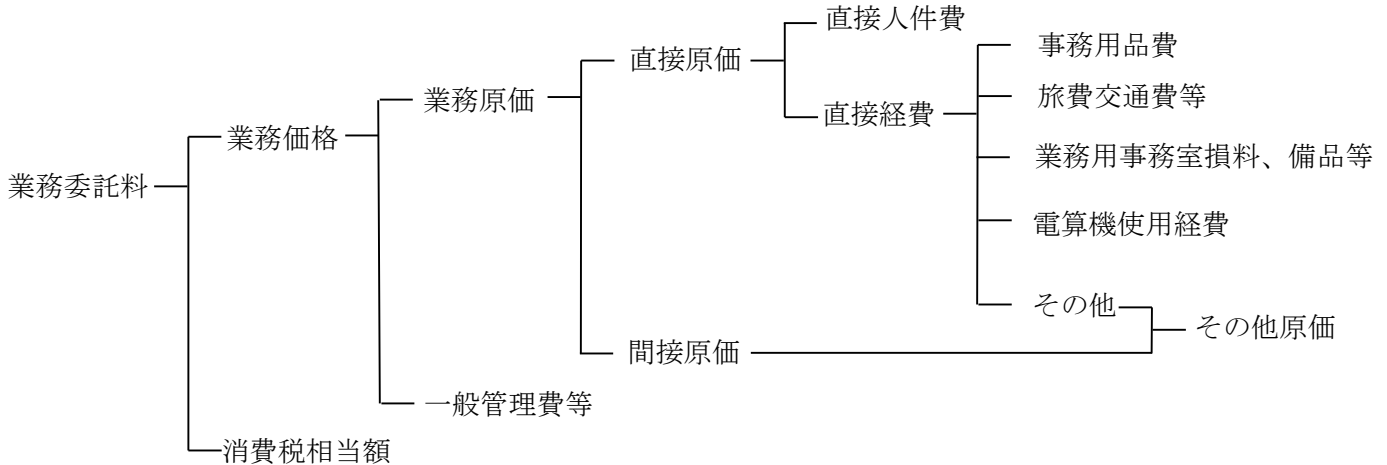 業務委託料
業務価格
業務原価
直接原価
直接人件費
直接経費
事務用品費
旅費交通費等
業務用事務室損料、備品等
電算機使用経費
その他
その他原価
間接原価
一般管理費等
消費税相当額